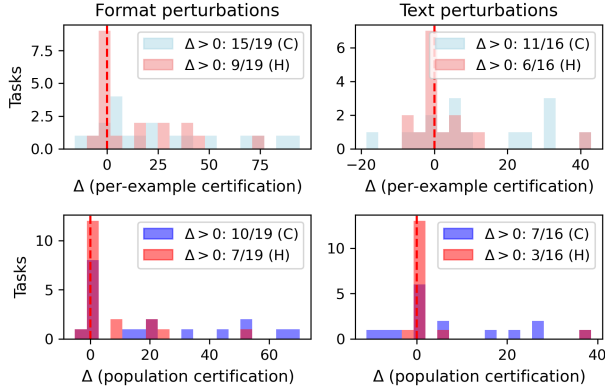 Format perturbations
Text perturbations
Tasks
7.5
5.0
2.5
0.0
Δ > 0: 15/19 (C)
Δ > 0: 9/19 (H)
0 25 50 75
Δ (per-example certification)
6
4
2
0
Δ > 0: 11/16 (C)
Δ > 0: 6/16 (H)
−20 0 20 40
Δ (per-example certification)
Tasks
10
5
0
Δ > 0: 10/19 (C)
Δ > 0: 7/19 (H)
0 20 40 60
Δ (population certification)
10
5
0
Δ > 0: 7/16 (C)
Δ > 0: 3/16 (H)
0 20 40
Δ (population certification)